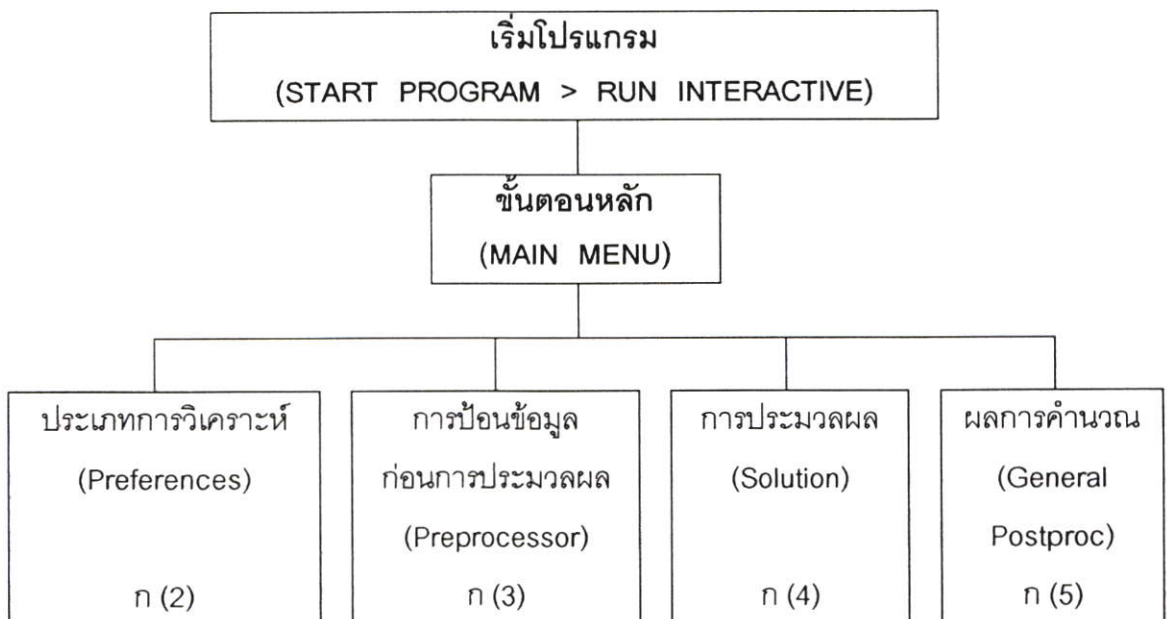 เริ่มโปรแกรม
(START PROGRAM > RUN INTERACTIVE)
ขั้นตอนหลัก
(MAIN MENU)
ประเภทการวิเคราะห์
(Preferences)
ก (2)
การป้อนข้อมูล
ก่อนการประมวลผล
(Preprocessor)
ก (3)
การประมวลผล
(Solution)
ก (4)
ผลการคำนวณ
(General
Postproc)
ก (5)